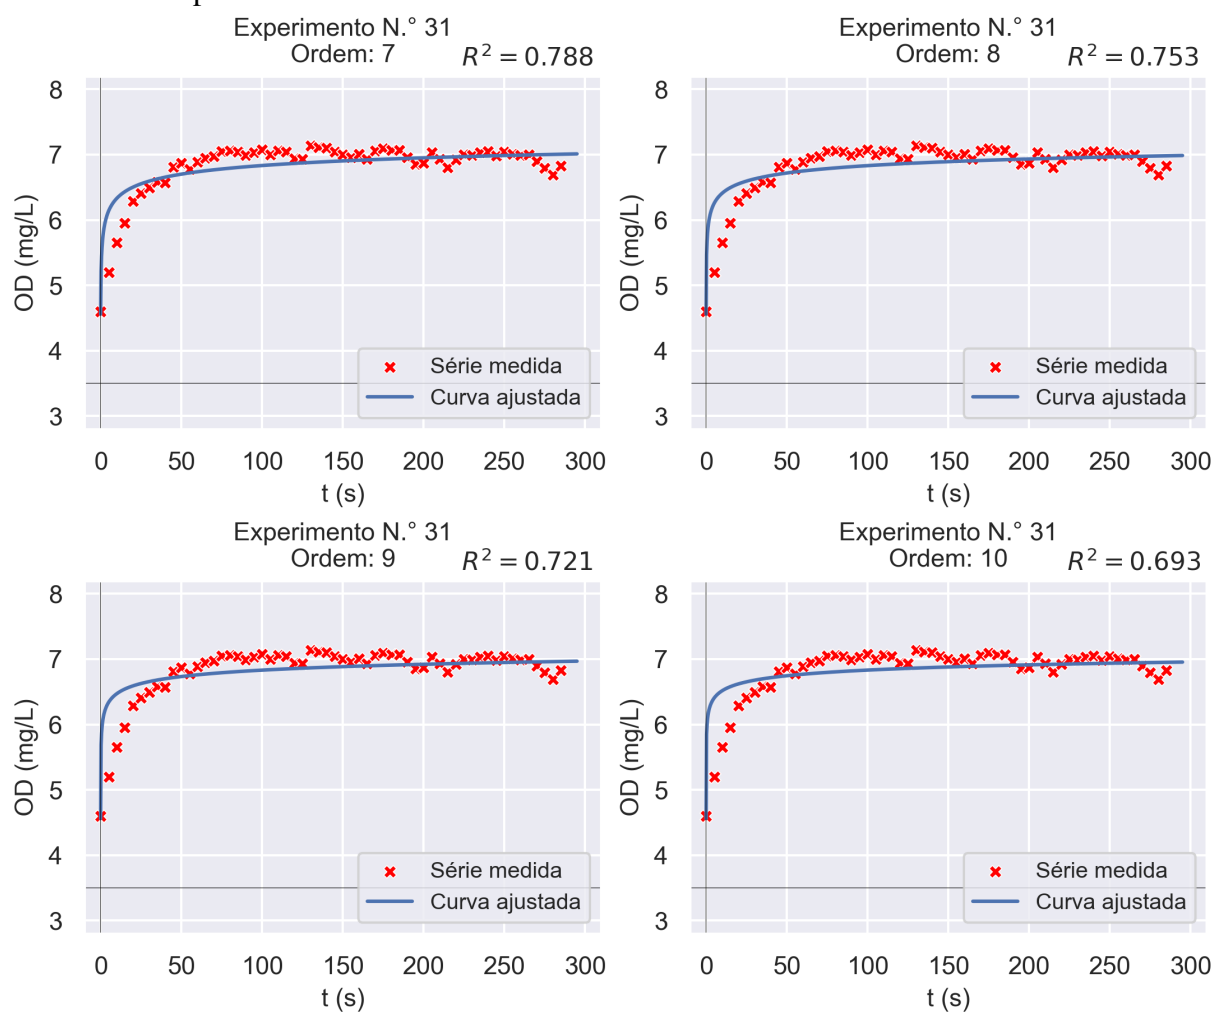 Experimento N.° 31
Ordem: 7
R² = 0.788
OD (mg/L)
8
7
6
5
4
3
Série medida
Curva ajustada
0 50 100 150 200 250 300
t (s)
Experimento N.° 31
Ordem: 8
R² = 0.753
OD (mg/L)
8
7
6
5
4
3
Série medida
Curva ajustada
0 50 100 150 200 250 300
t (s)
Experimento N.° 31
Ordem: 9
R² = 0.721
OD (mg/L)
8
7
6
5
4
3
Série medida
Curva ajustada
0 50 100 150 200 250 300
t (s)
Experimento N.° 31
Ordem: 10
R² = 0.693
OD (mg/L)
8
7
6
5
4
3
Série medida
Curva ajustada
0 50 100 150 200 250 300
t (s)